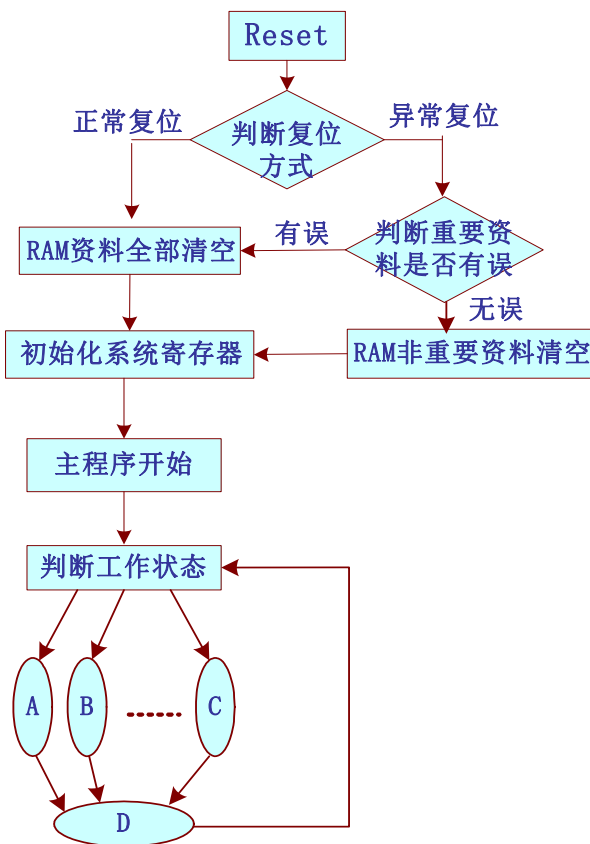 Reset
正常复位
判断复位
方式
异常复位
RAM资料全部清空
有误
判断重要资
料是否有误
无误
初始化系统寄存器
RAM非重要资料清空
主程序开始
判断工作状态
A
B
......
C
D